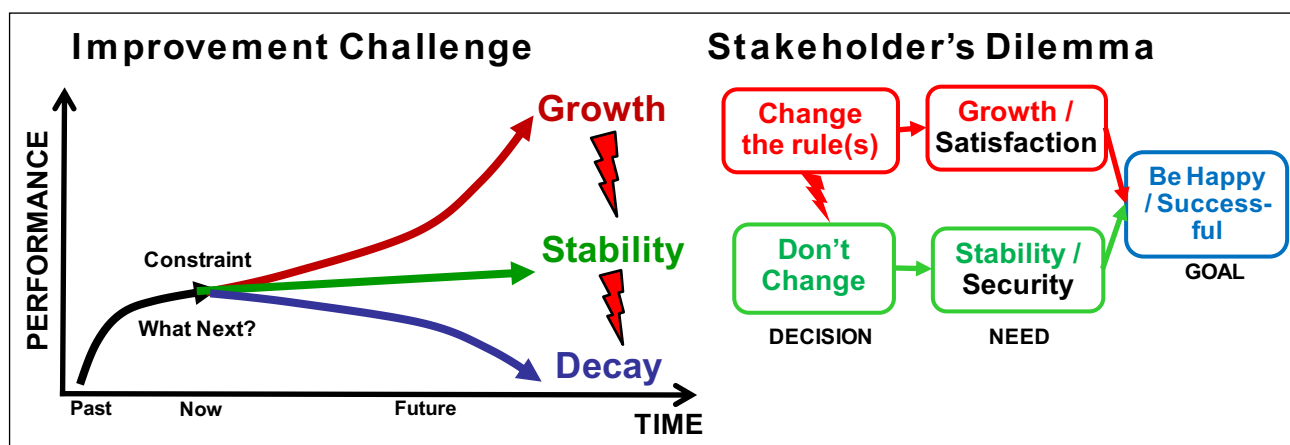 Improvement Challenge
PERFORMANCE
Growth
Stability
Decay
Constraint
What Next?
Past
Now
Future
TIME
Stakeholder's Dilemma
Change
the rule(s)
Growth /
Satisfaction
Be Happy
/ Success-
ful
GOAL
Don't
Change
Stability /
Security
DECISION
NEED